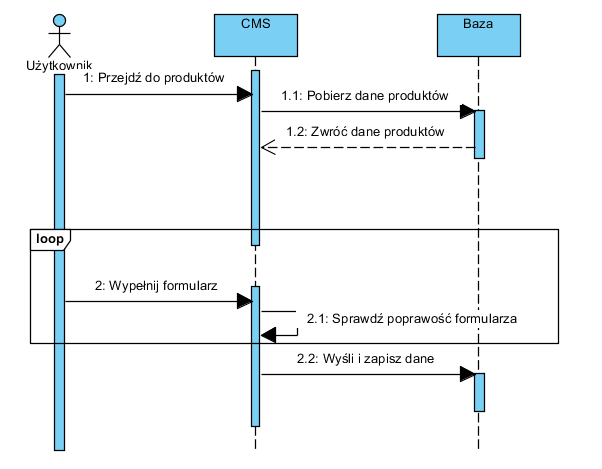 CMS
Baza
Użytkownik
1: Przejdź do produktów
1.1: Pobierz dane produktów
1.2: Zwróć dane produktów
loop
2: Wypełnij formularz
2.1: Sprawdź poprawość formularza
2.2: Wyśli i zapisz dane